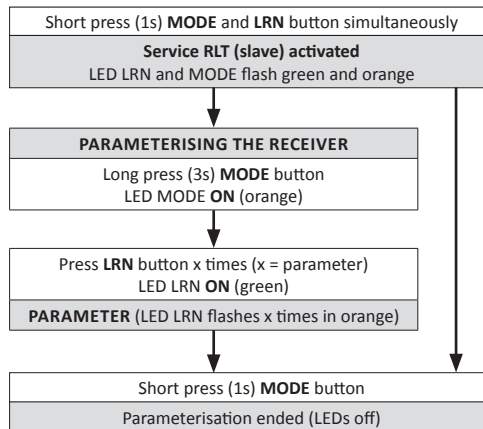 Short press (1s) MODE and LRN button simultaneously
Service RLT (slave) activated
LED LRN and MODE flash green and orange
PARAMETERISING THE RECEIVER
Long press (3s) MODE button
LED MODE ON (orange)
Press LRN button x times (x = parameter)
LED LRN ON (green)
PARAMETER (LED LRN flashes x times in orange)
Short press (1s) MODE button
Parameterisation ended (LEDs off)